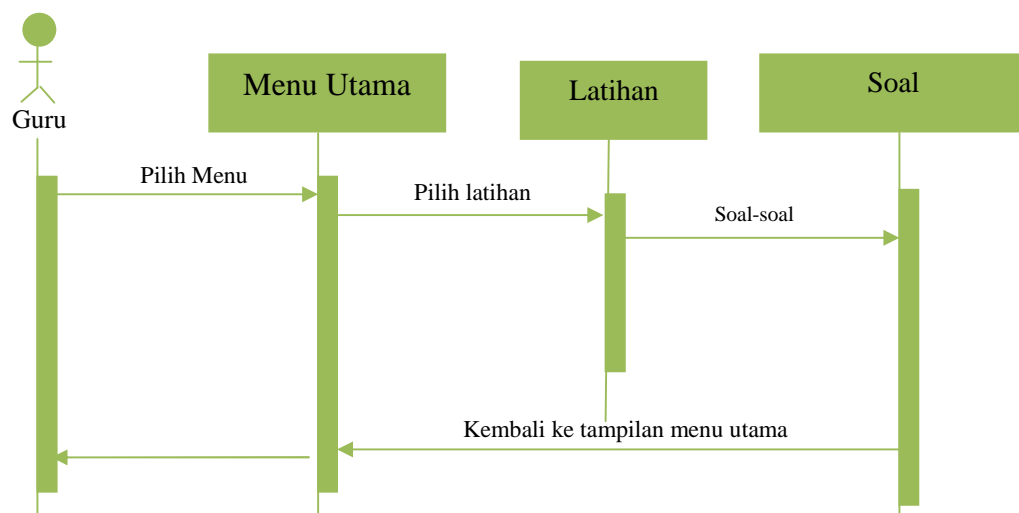 Menu Utama
Latihan
Soal
Guru
Pilih Menu
Pilih latihan
Soal-soal
Kembali ke tampilan menu utama